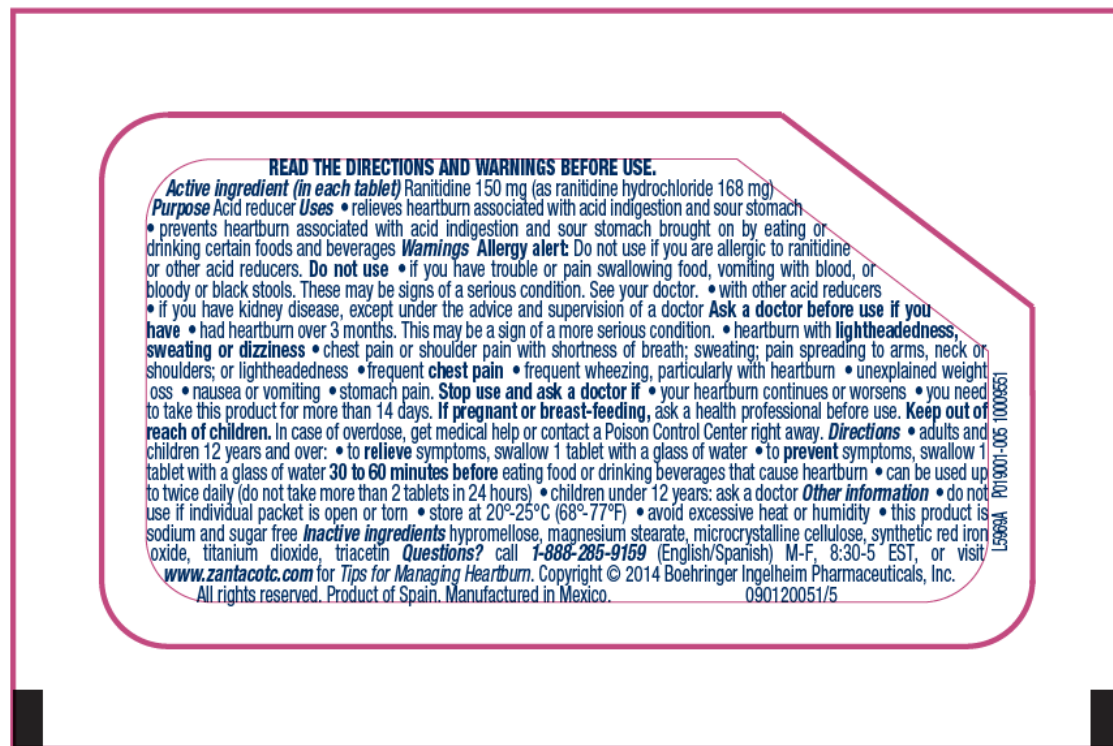 READ THE DIRECTIONS AND WARNINGS BEFORE USE.
Active ingredient (in each tablet) Ranitidine 150 mg (as ranitidine hydrochloride 168 mg)
Purpose Acid reducer Uses • relieves heartburn associated with acid indigestion and sour stomach
• prevents heartburn associated with acid indigestion and sour stomach brought on by eating or
drinking certain foods and beverages Warnings Allergy alert: Do not use if you are allergic to ranitidine
or other acid reducers. Do not use • if you have trouble or pain swallowing food, vomiting with blood, or
bloody or black stools. These may be signs of a serious condition. See your doctor. • with other acid reducers
• if you have kidney disease, except under the advice and supervision of a doctor Ask a doctor before use if you
have • had heartburn over 3 months. This may be a sign of a more serious condition. • heartburn with lightheadedness,
sweating or dizziness • chest pain or shoulder pain with shortness of breath; sweating; pain spreading to arms, neck or
shoulders; or lightheadedness • frequent chest pain • frequent wheezing, particularly with heartburn • unexplained weight
oss • nausea or vomiting • stomach pain. Stop use and ask a doctor if • your heartburn continues or worsens • you need
to take this product for more than 14 days. If pregnant or breast-feeding, ask a health professional before use. Keep out of
reach of children. In case of overdose, get medical help or contact a Poison Control Center right away. Directions • adults and
children 12 years and over: • to relieve symptoms, swallow 1 tablet with a glass of water • to prevent symptoms, swallow 1
tablet with a glass of water 30 to 60 minutes before eating food or drinking beverages that cause heartburn • can be used up
to twice daily (do not take more than 2 tablets in 24 hours) • children under 12 years: ask a doctor Other information • do not
use if individual packet is open or torn • store at 20°-25°C (68°-77°F) • avoid excessive heat or humidity • this product is
sodium and sugar free Inactive ingredients hypromellose, magnesium stearate, microcrystalline cellulose, synthetic red iron
oxide, titanium dioxide, triacetin Questions? call 1-888-285-9159 (English/Spanish) M-F, 8:30-5 EST, or visit
www.zantacotc.com for Tips for Managing Heartburn. Copyright © 2014 Boehringer Ingelheim Pharmaceuticals, Inc.
All rights reserved. Product of Spain. Manufactured in Mexico. 090120051/5
L5969A P019001-005 10009551